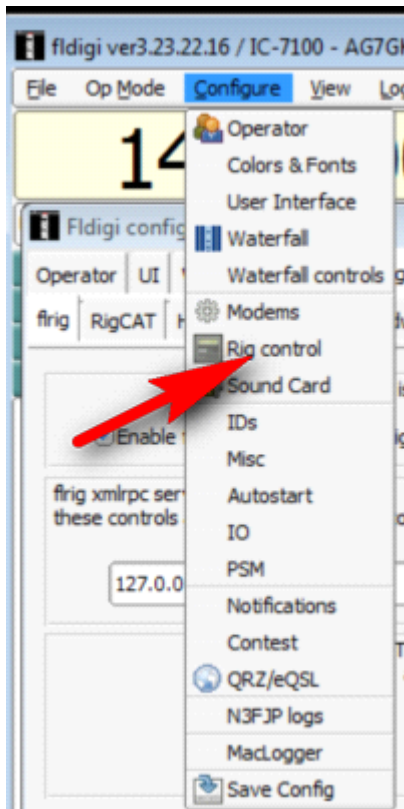 fldigi ver3.23.22.16 / IC-7100 - AG7G
File Op Mode Configure View Log
14
Operator
Colors & Fonts
User Interface
Waterfall
Waterfall controls
Modems
Rig control
Sound Card
IDs
Misc
Autostart
IO
PSM
Notifications
Contest
QRZ/eQSL
N3FJP logs
MacLogger
Save Config
Fldigi config
Operator UI
flrig RigCAT
Enable
flrig xmlrpc ser
these controls
127.0.0